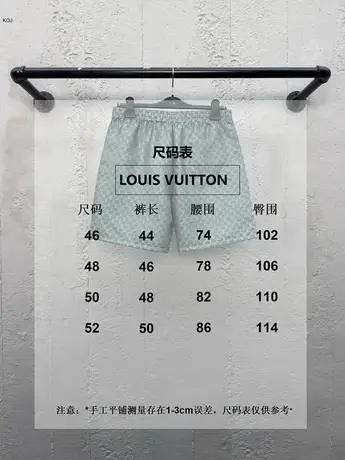 KOJ
尺码表
LOUIS VUITTON
尺码 裤长 腰围 臀围
46 44 74 102
48 46 78 106
50 48 82 110
52 50 86 114
注意：*手工平铺测量存在1-3cm误差，尺码表仅供参考*